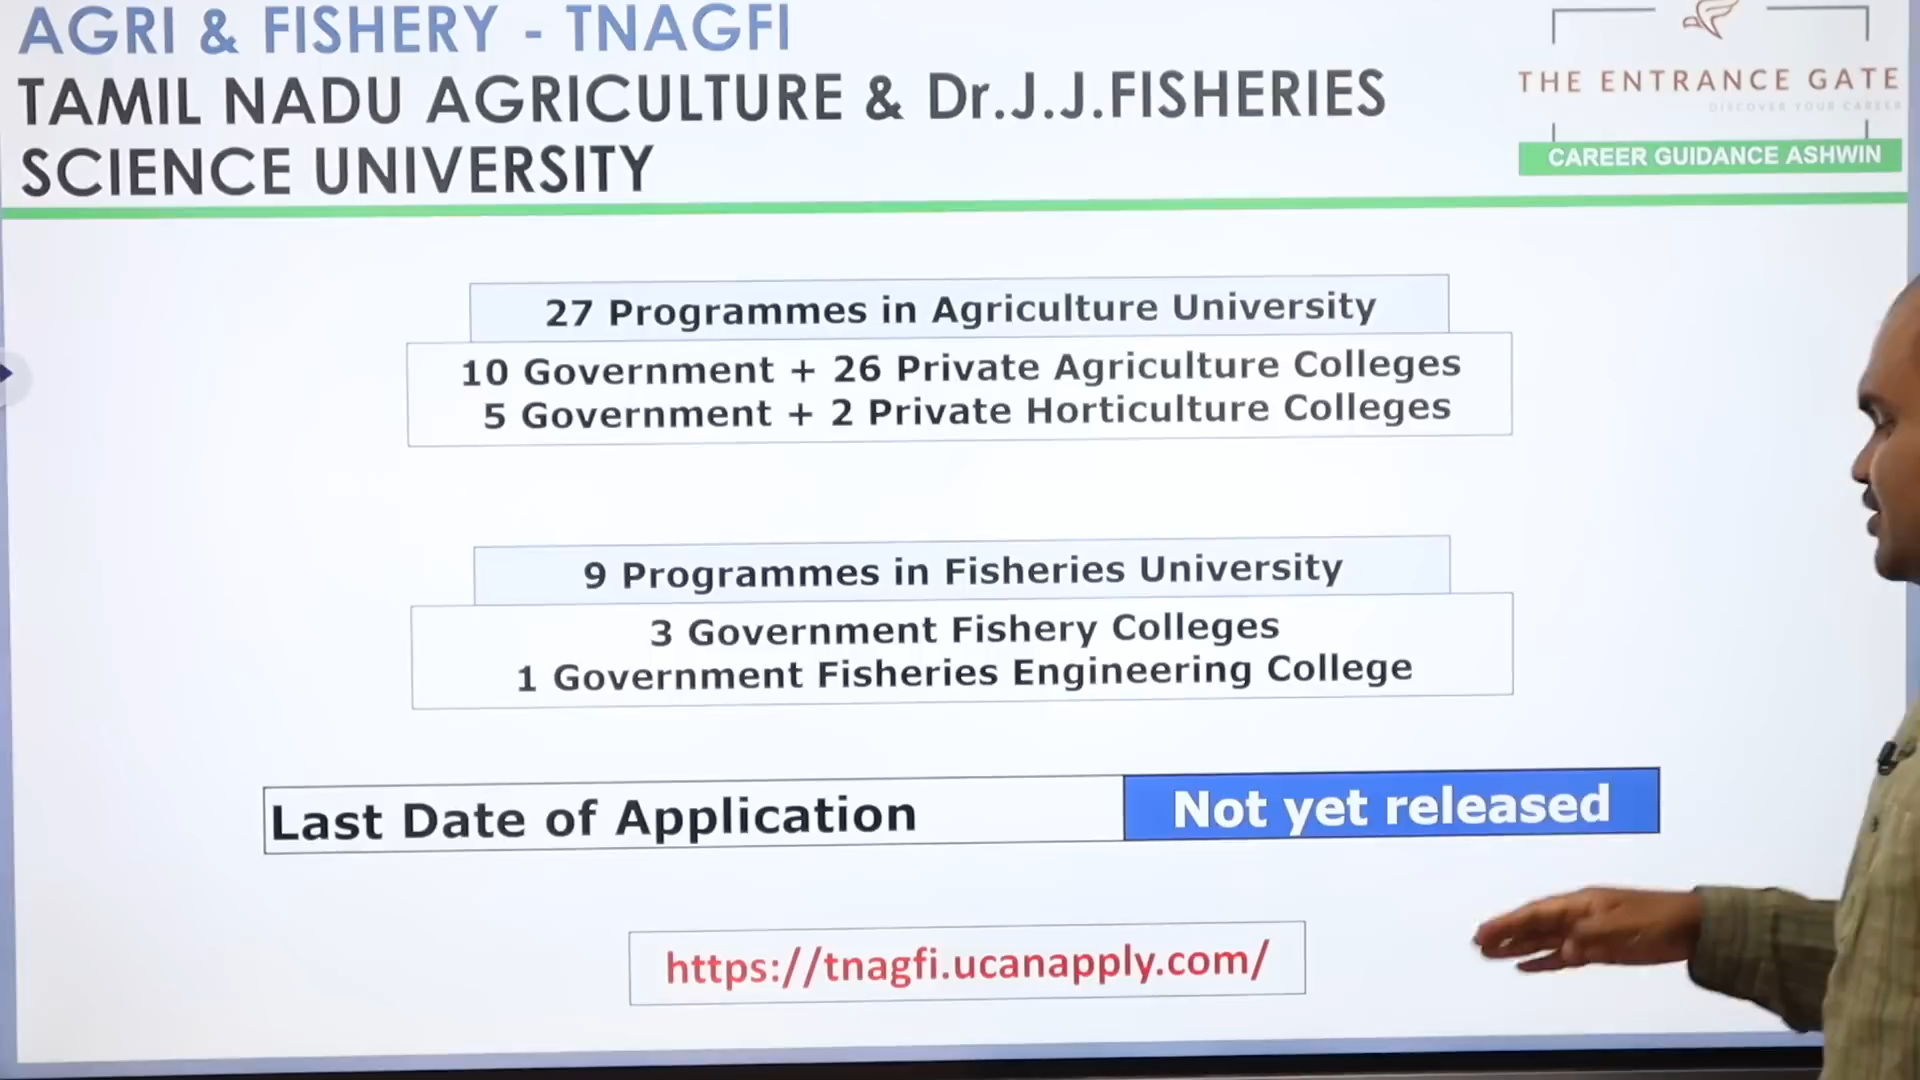 AGRI & FISHERY - TNAGFI
TAMIL NADU AGRICULTURE & Dr.J.J.FISHERIES
SCIENCE UNIVERSITY
THE ENTRANCE GATE
DISCOVER YOUR CAREER
CAREER GUIDANCE ASHWIN
27 Programmes in Agriculture University
10 Government + 26 Private Agriculture Colleges
5 Government + 2 Private Horticulture Colleges
9 Programmes in Fisheries University
3 Government Fishery Colleges
1 Government Fisheries Engineering College
Last Date of Application
Not yet released
https://tnagfi.ucanapply.com/